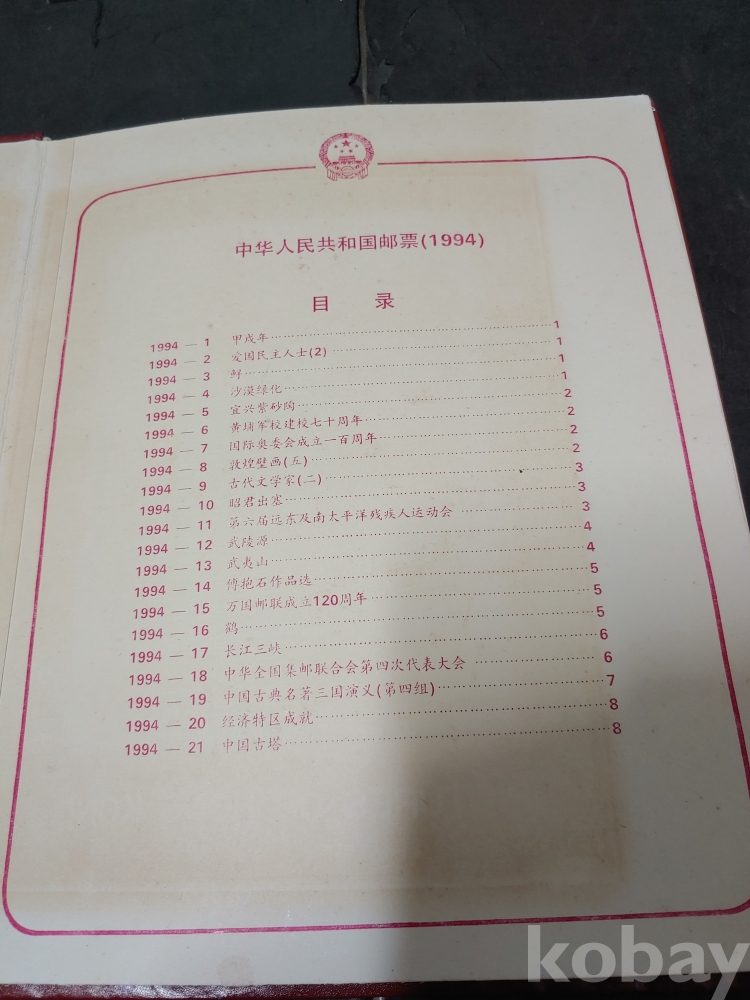 中华人民共和国邮票(1994)
目 录
1994 — 1 甲戌年 1
1994 — 2 爱国民主人士(2) 1
1994 — 3 鲟 1
1994 — 4 沙漠绿化 1
1994 — 5 宜兴紫砂陶 2
1994 — 6 黄埔军校建校七十周年 2
1994 — 7 国际奥委会成立一百周年 2
1994 — 8 敦煌壁画(五) 2
1994 — 9 古代文学家(二) 3
1994 — 10 昭君出塞 3
1994 — 11 第六届远东及南太平洋残疾人运动会 3
1994 — 12 武陵源 4
1994 — 13 武夷山 4
1994 — 14 傅抱石作品选 5
1994 — 15 万国邮联成立120周年 5
1994 — 16 鹤 5
1994 — 17 长江三峡 6
1994 — 18 中华全国集邮联合会第四次代表大会 6
1994 — 19 中国古典名著三国演义(第四组) 7
1994 — 20 经济特区成就 8
1994 — 21 中国古塔 8
kobay